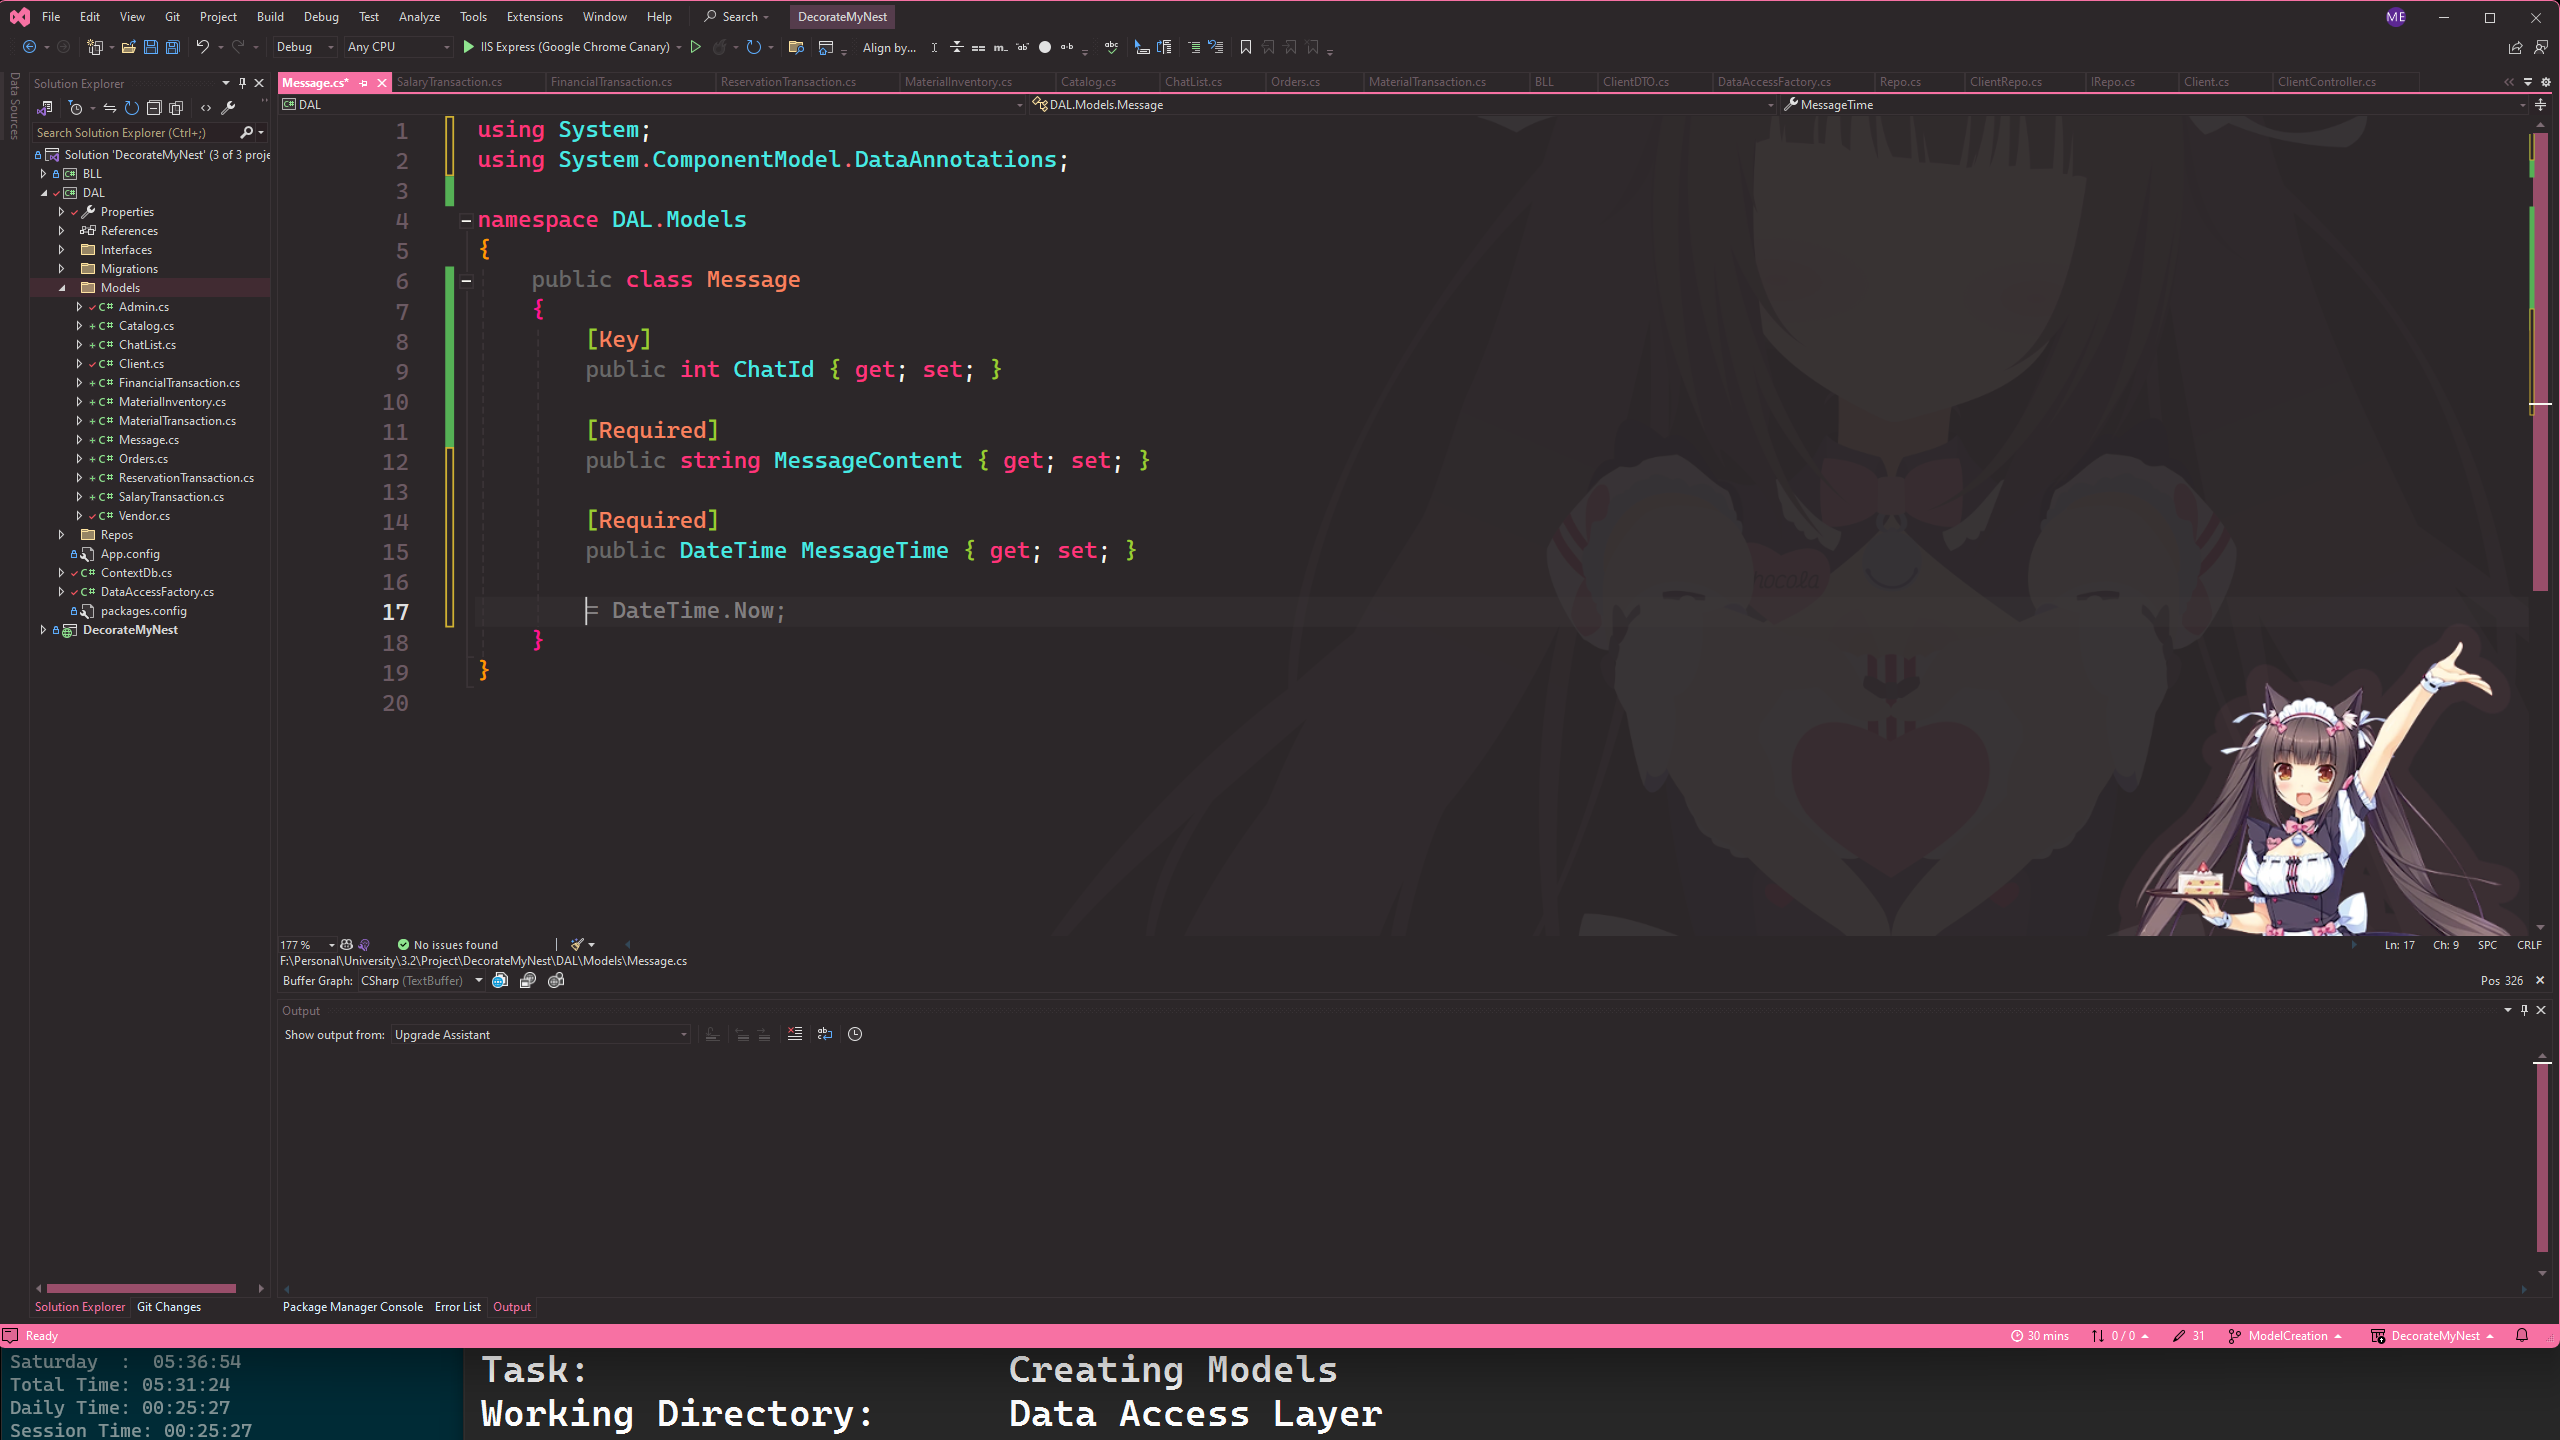 File Edit View Git Project Build Debug Test Analyze Tools Extensions Window Help Search DecorateMyNest ME
Debug Any CPU IIS Express (Google Chrome Canary) Align by...
Data Sources
Solution Explorer
Search Solution Explorer (Ctrl+;)
Solution 'DecorateMyNest' (3 of 3 proje
BLL
DAL
Properties
References
Interfaces
Migrations
Models
C# Admin.cs
C# Catalog.cs
C# ChatList.cs
C# Client.cs
C# FinancialTransaction.cs
C# MaterialInventory.cs
C# MaterialTransaction.cs
C# Message.cs
C# Orders.cs
C# ReservationTransaction.cs
C# SalaryTransaction.cs
C# Vendor.cs
Repos
App.config
C# ContextDb.cs
C# DataAccessFactory.cs
packages.config
DecorateMyNest
Solution Explorer Git Changes
Message.cs* SalaryTransaction.cs FinancialTransaction.cs ReservationTransaction.cs MaterialInventory.cs Catalog.cs ChatList.cs Orders.cs MaterialTransaction.cs BLL ClientDTO.cs DataAccessFactory.cs Repo.cs ClientRepo.cs IRepo.cs Client.cs ClientController.cs
DAL DAL.Models.Message MessageTime
1 using System;
2 using System.ComponentModel.DataAnnotations;
3
4 namespace DAL.Models
5 {
6 public class Message
7 {
8 [Key]
9 public int ChatId { get; set; }
10
11 [Required]
12 public string MessageContent { get; set; }
13
14 [Required]
15 public DateTime MessageTime { get; set; }
16
17 = DateTime.Now;
18 }
19 }
20
177 % No issues found Ln: 17 Ch: 9 SPC CRLF
F:\Personal\University\3.2\Project\DecorateMyNest\DAL\Models\Message.cs
Buffer Graph: CSharp (TextBuffer) Pos 326
Output
Show output from: Upgrade Assistant
Package Manager Console Error List Output
Ready 30 mins 0 / 0 31 ModelCreation DecorateMyNest
Saturday : 05:36:54
Total Time: 05:31:24
Daily Time: 00:25:27
Session Time: 00:25:27
Task: Creating Models
Working Directory: Data Access Layer